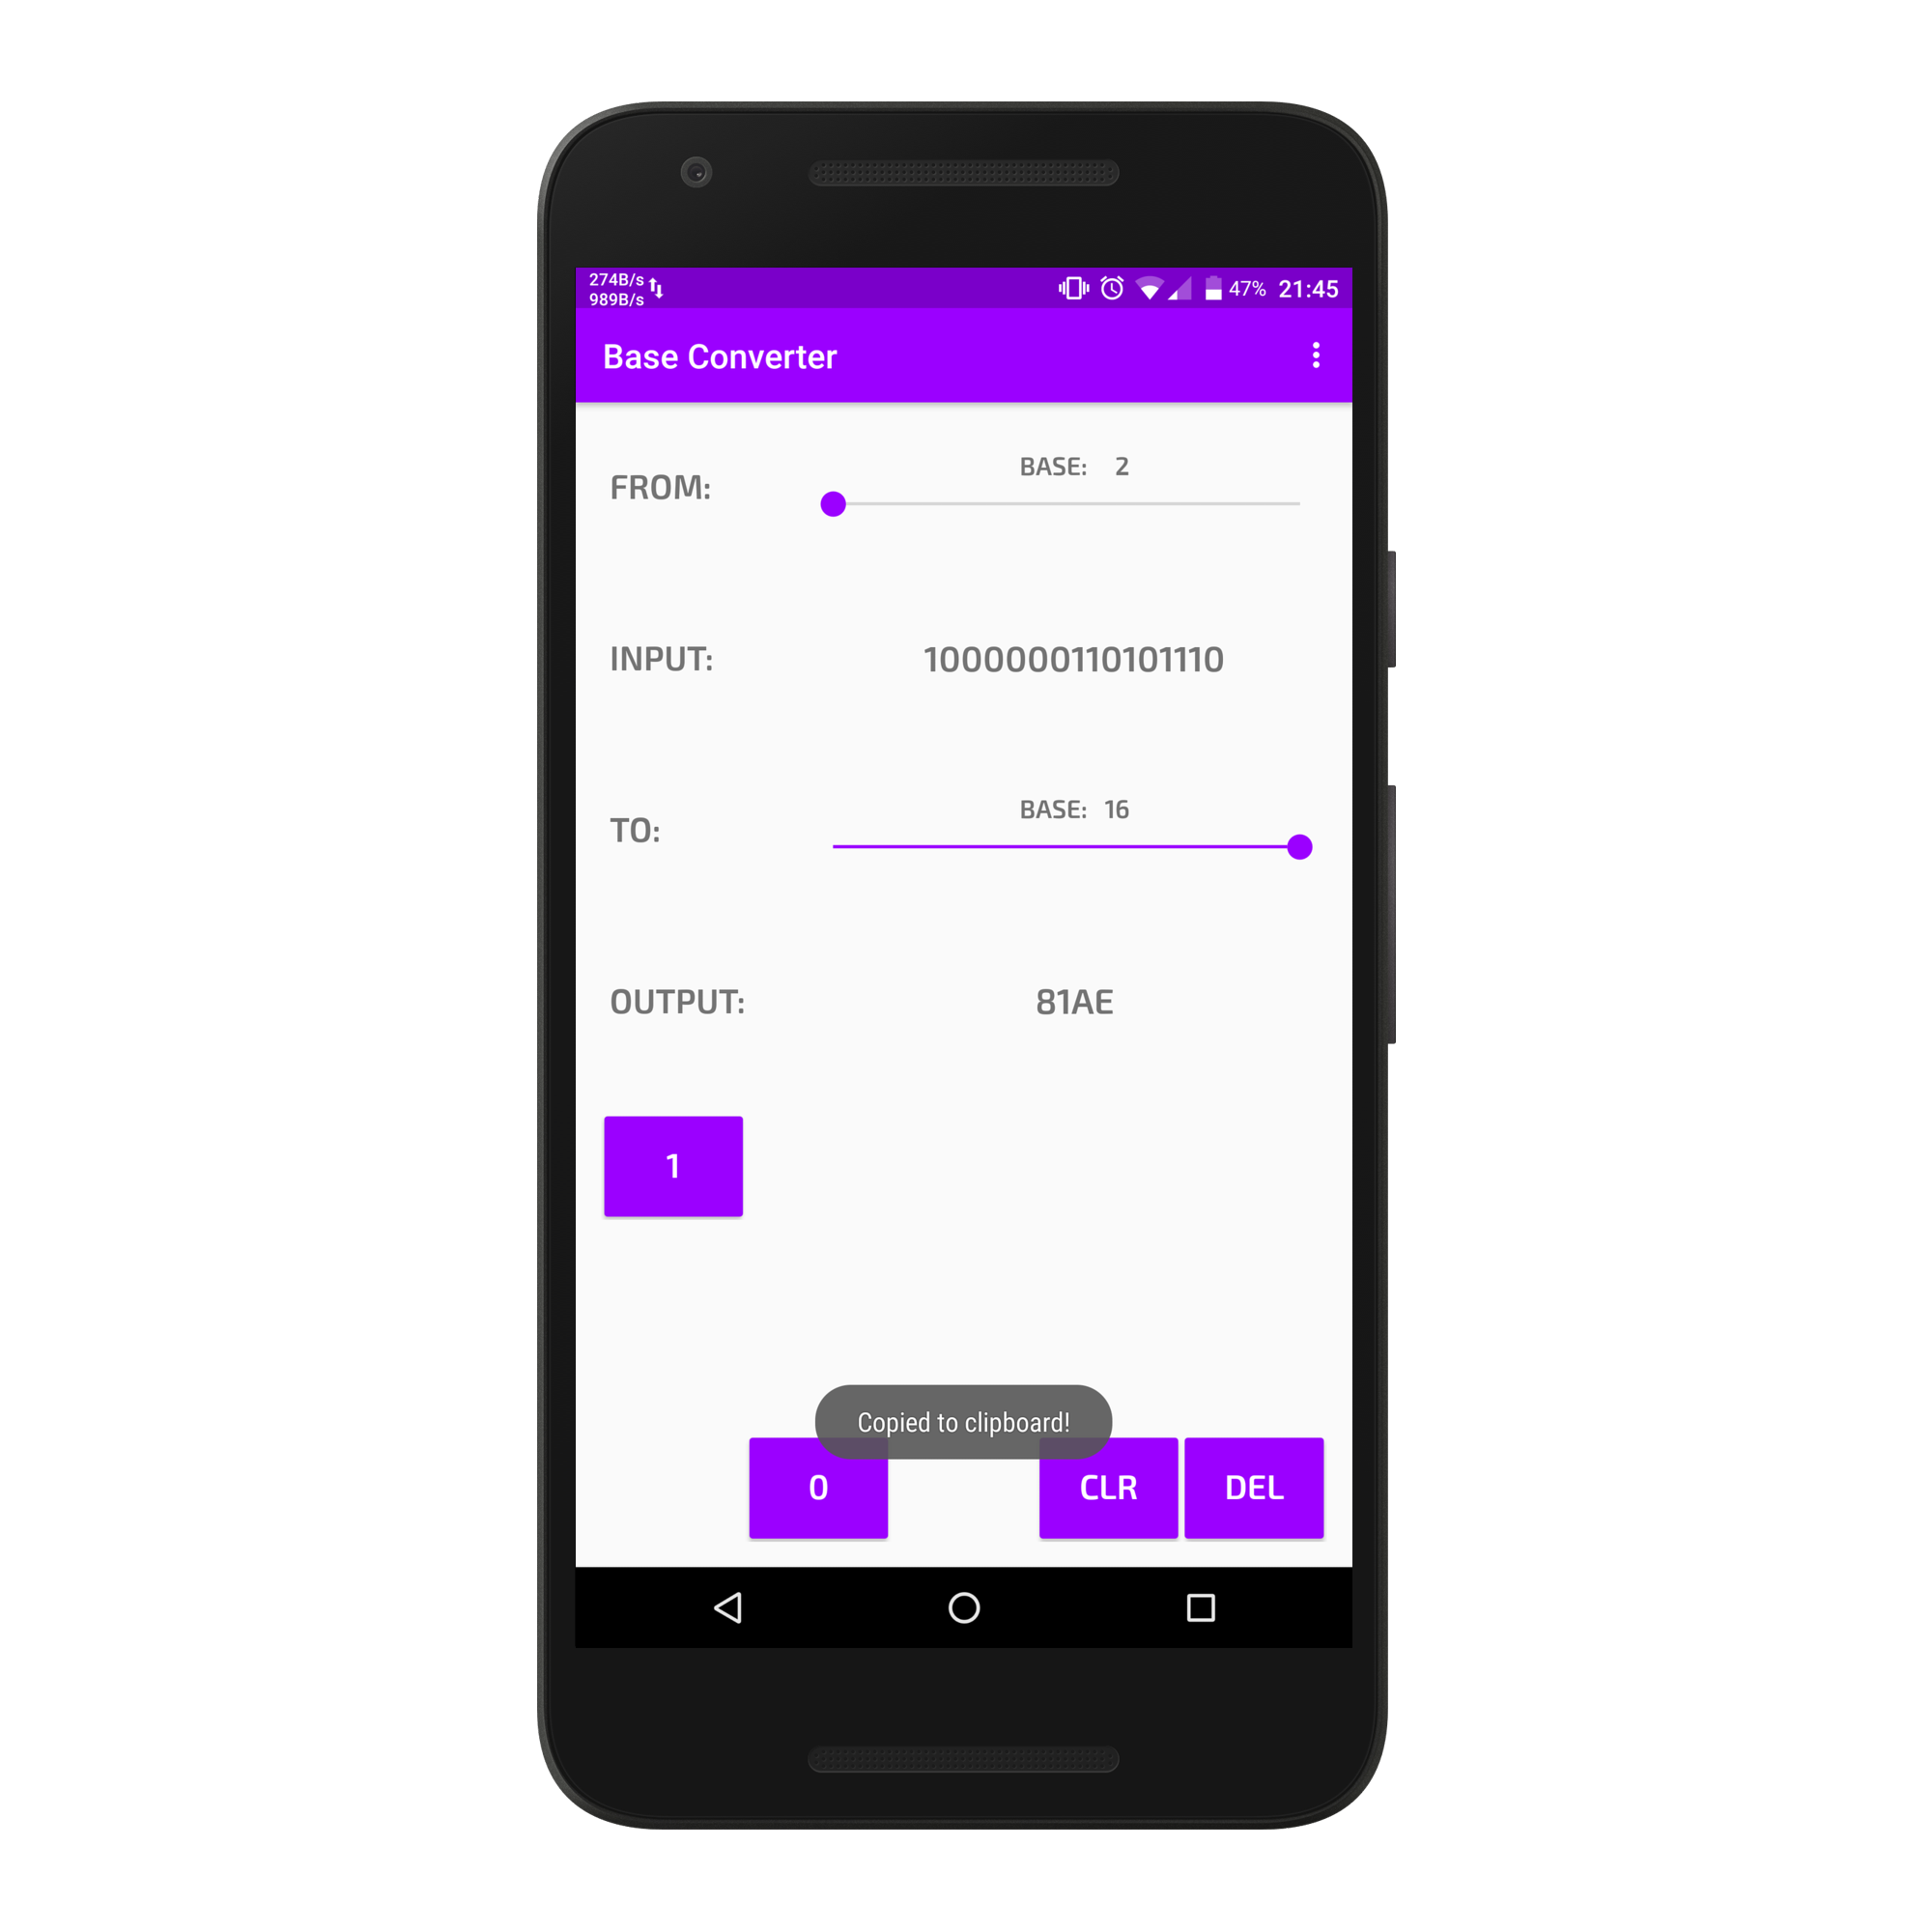 274B/s
989B/s
47% 21:45
Base Converter
BASE: 2
FROM:
INPUT: 1000000110101110
BASE: 16
TO:
OUTPUT: 81AE
1
Copied to clipboard!
0 CLR DEL